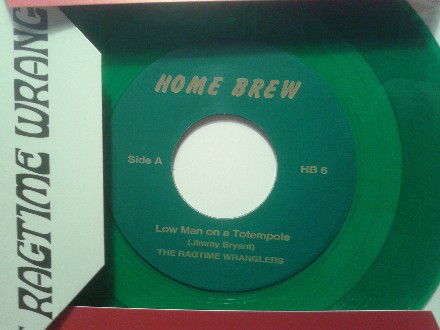 RAGTIME WRANG
HOME BREW
Side A
HB 6
Low Man on a Totempole
(Jimmy Bryant)
THE RAGTIME WRANGLERS